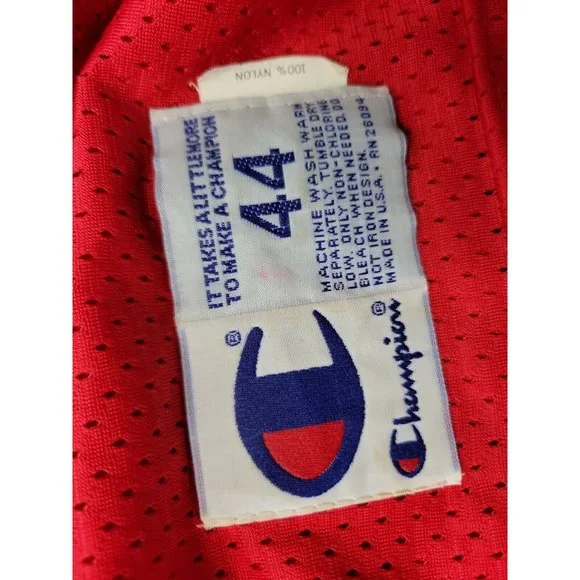 100% NYLON
IT TAKES A LITTLE MORE
TO MAKE A CHAMPION
44
MACHINE WASH WARM
SEPARATELY. TUMBLE DRY
LOW. ONLY NON-CHLORINE
BLEACH WHEN NEEDED. DO
NOT IRON DESIGN.
MADE IN U.S.A. • RN 26094
®
Champion
®